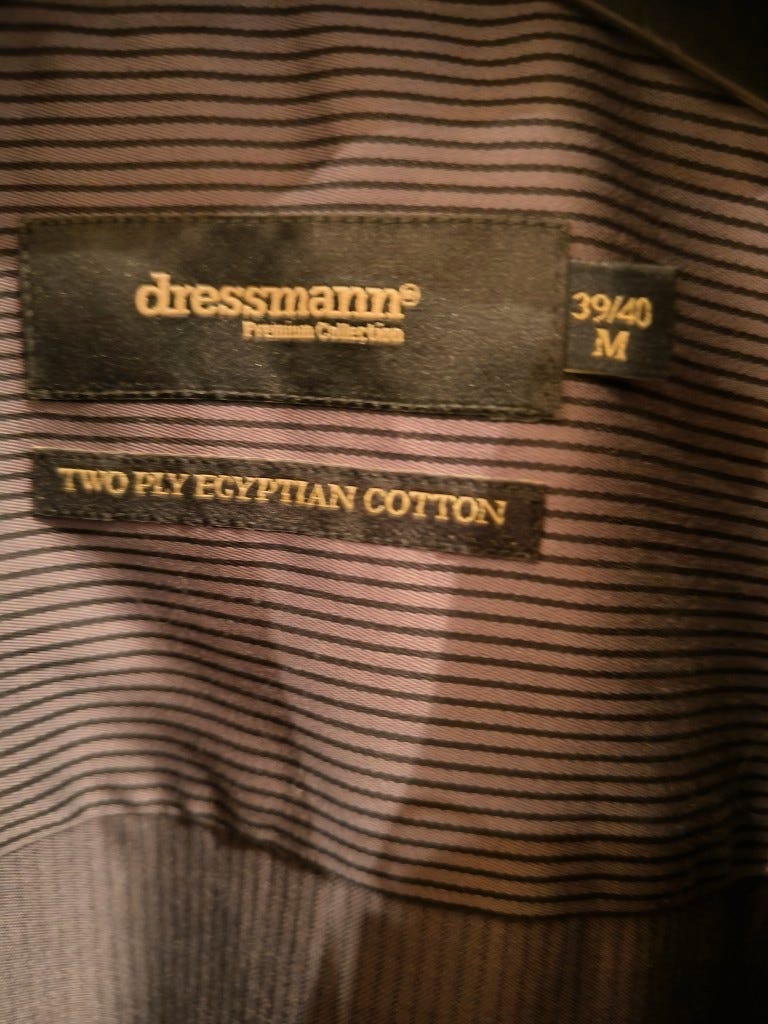 dressmann®
Premium Collection
39/40
M
TWO PLY EGYPTIAN COTTON